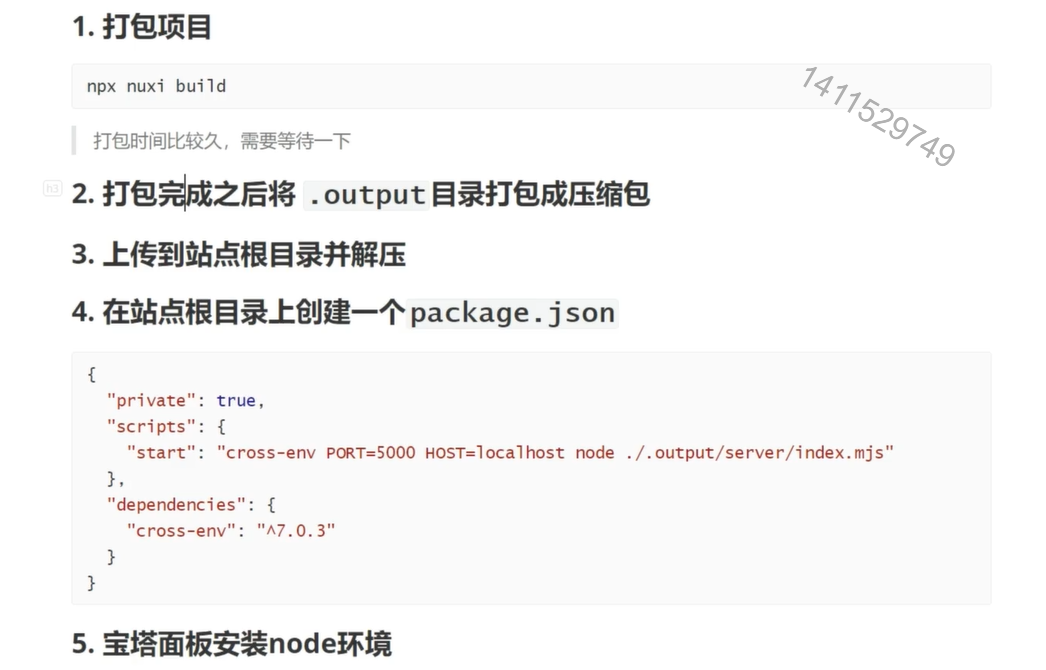 1. 打包项目
npx nuxi build
1411529749
打包时间比较久，需要等待一下
h3
2. 打包完成之后将 .output目录打包成压缩包
3. 上传到站点根目录并解压
4. 在站点根目录上创建一个package.json
{
  "private": true,
  "scripts": {
    "start": "cross-env PORT=5000 HOST=localhost node ./.output/server/index.mjs"
  },
  "dependencies": {
    "cross-env": "^7.0.3"
  }
}
5. 宝塔面板安装node环境